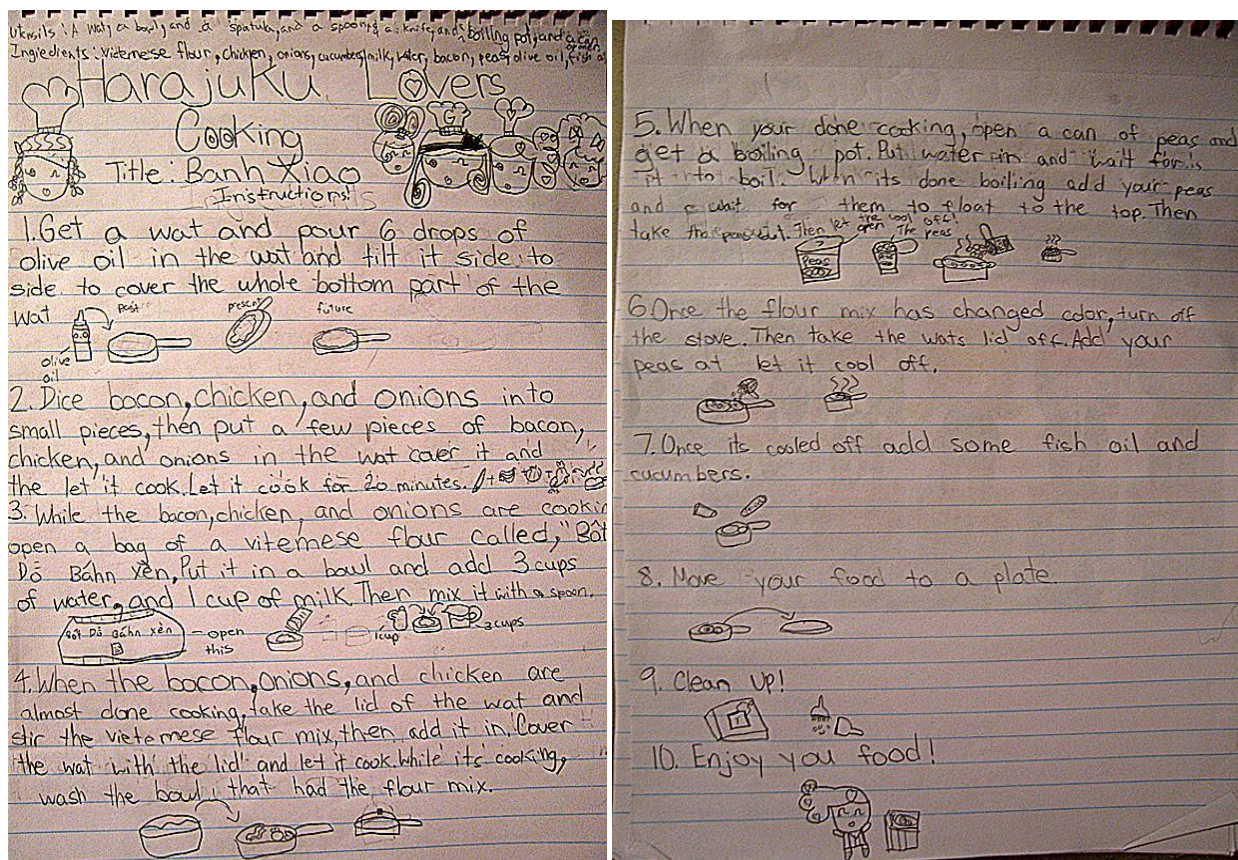 Utensils: A wat, a bowl, and a spatula, and a spoon, & a knife, and boiling pot, and a can
Ingredients: Viternese flour, chicken, onions, cucumbers, milk, water, bacon, peas, olive oil, fish
Harajuku Lovers
Cooking
Title: Banh Xiao
Instructions!
1. Get a wat and pour 6 drops of
olive oil in the wat and tilt it side to
side to cover the whole bottom part of the
wat
past
present
future
olive
oil
2. Dice bacon, chicken, and onions into
small pieces, then put a few pieces of bacon,
chicken, and onions in the wat cover it and
the let it cook. Let it cook for 20 minutes.
3. While the bacon, chicken, and onions are cookin
open a bag of a viternese flour called, "Bôt
Dổ Báhn xèn, Put it in a bowl and add 3 cups
of water, and 1 cup of milk. Then mix it with a spoon.
Bôt Dổ Báhn xèn
open
this
1 cup
3 cups
4. When the bacon, onions, and chicken are
almost done cooking, take the lid of the wat and
stir the vieternese flour mix, then add it in. Cover
the wat with the lid and let it cook. While its cooking,
wash the bowl that had the flour mix.
5. When your done cooking, open a can of peas and
get a boiling pot. Put water in and wait for
it to boil. When its done boiling add your peas
and wait for them to float to the top. Then
take the peas out. Then let the cool off!
Peas
open
The peas
6. Once the flour mix has changed color, turn off
the stove. Then take the wats lid off. Add your
peas at let it cool off.
7. Once its cooled off add some fish oil and
cucumbers.
8. Move your food to a plate.
9. Clean Up!
10. Enjoy you food!